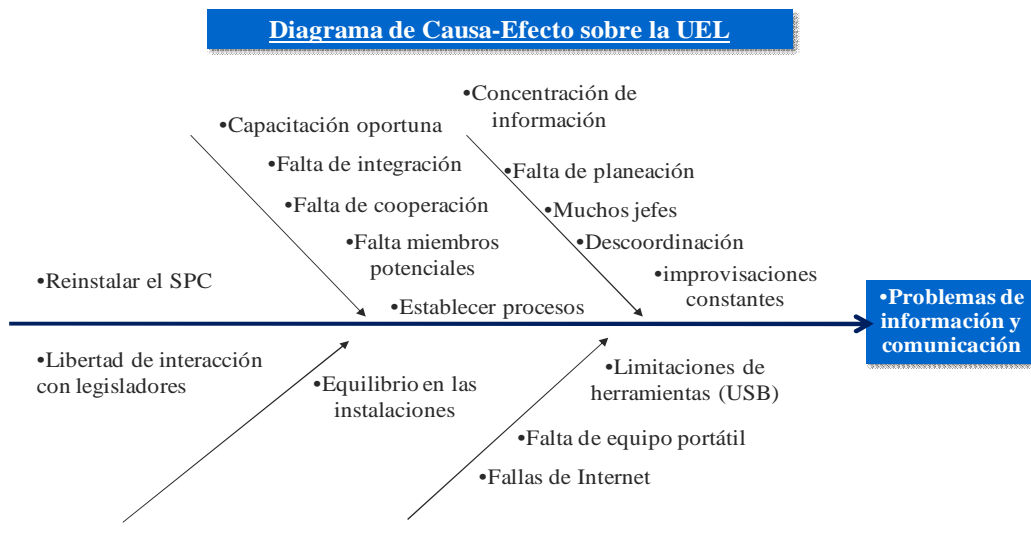 Diagrama de Causa-Efecto sobre la UEL
•Concentración de
información
•Capacitación oportuna
•Falta de integración
•Falta de planeación
•Falta de cooperación
•Muchos jefes
•Falta miembros
potenciales
•Descoordinación
•Reinstalar el SPC
•improvisaciones
constantes
•Establecer procesos
•Problemas de
información y
comunicación
•Libertad de interacción
con legisladores
•Equilibrio en las
instalaciones
•Limitaciones de
herramientas (USB)
•Falta de equipo portátil
•Fallas de Internet